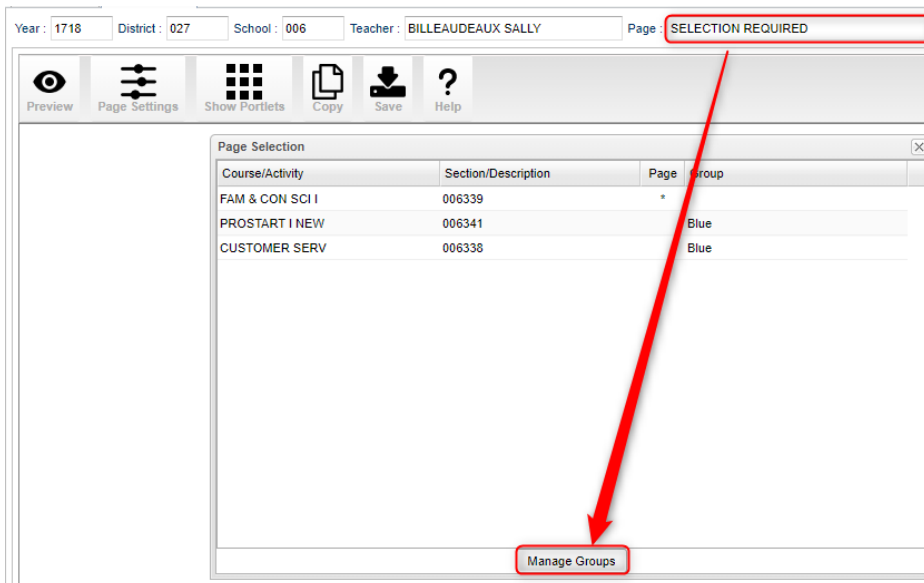 Year : 1718 District : 027 School : 006 Teacher : BILLEAUDEAUX SALLY Page : SELECTION REQUIRED
Preview Page Settings Show Portlets Copy Save Help
Page Selection
Course/Activity Section/Description Page Group
FAM & CON SCI I 006339 *
PROSTART I NEW 006341 Blue
CUSTOMER SERV 006338 Blue
Manage Groups